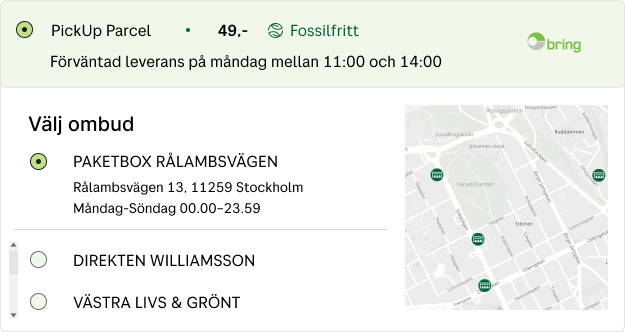 PickUp Parcel • 49,- Fossilfritt
bring
Förväntad leverans på måndag mellan 11:00 och 14:00
Välj ombud
PAKETBOX RÅLAMBSVÄGEN
Rålambsvägen 13, 11259 Stockholm
Måndag-Söndag 00.00–23.59
DIREKTEN WILLIAMSSON
VÄSTRA LIVS & GRÖNT
Ruddammen
Johannes skola
Vanadislunden
Sibirien
Odengatan